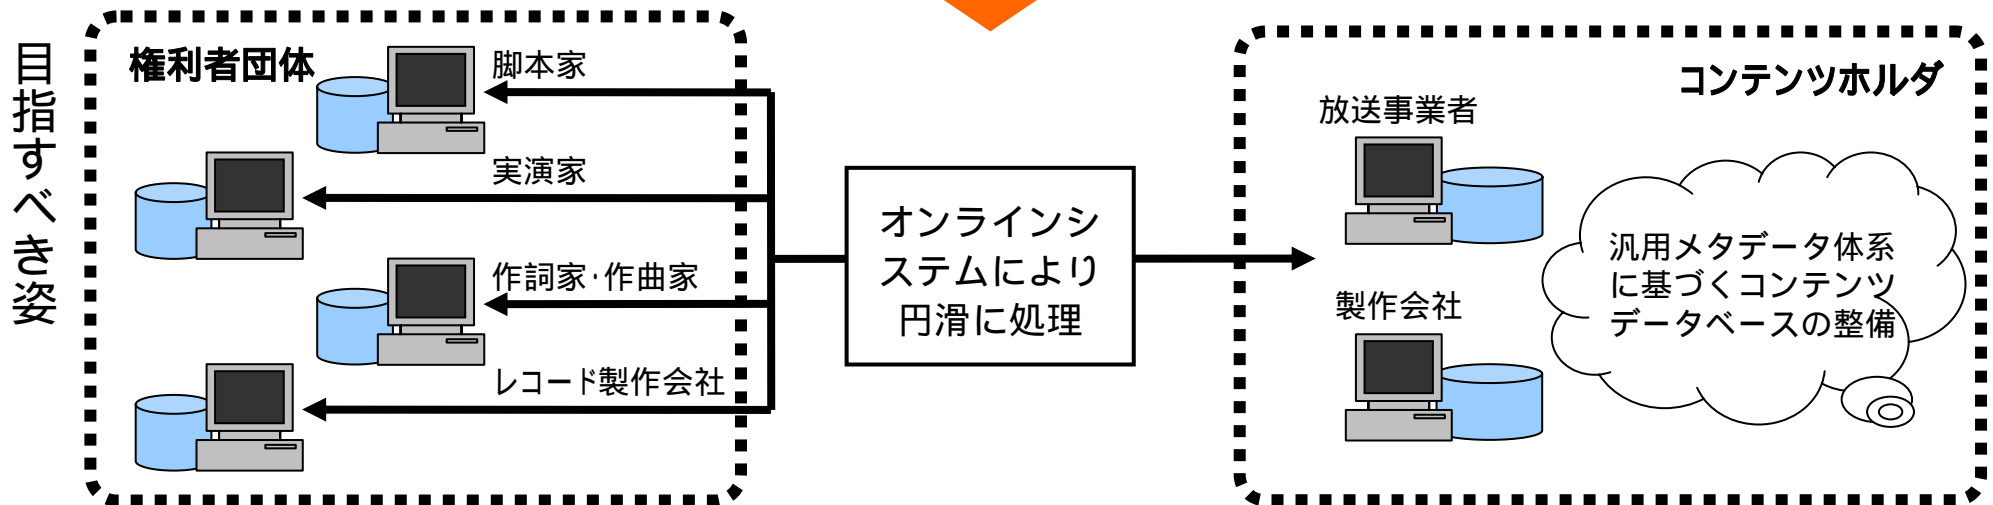 目指すべき姿
権利者団体
脚本家
実演家
作詞家・作曲家
レコード製作会社
オンラインシ
ステムにより
円滑に処理
コンテンツホルダ
放送事業者
製作会社
汎用メタデータ体系
に基づくコンテンツ
データベースの整備